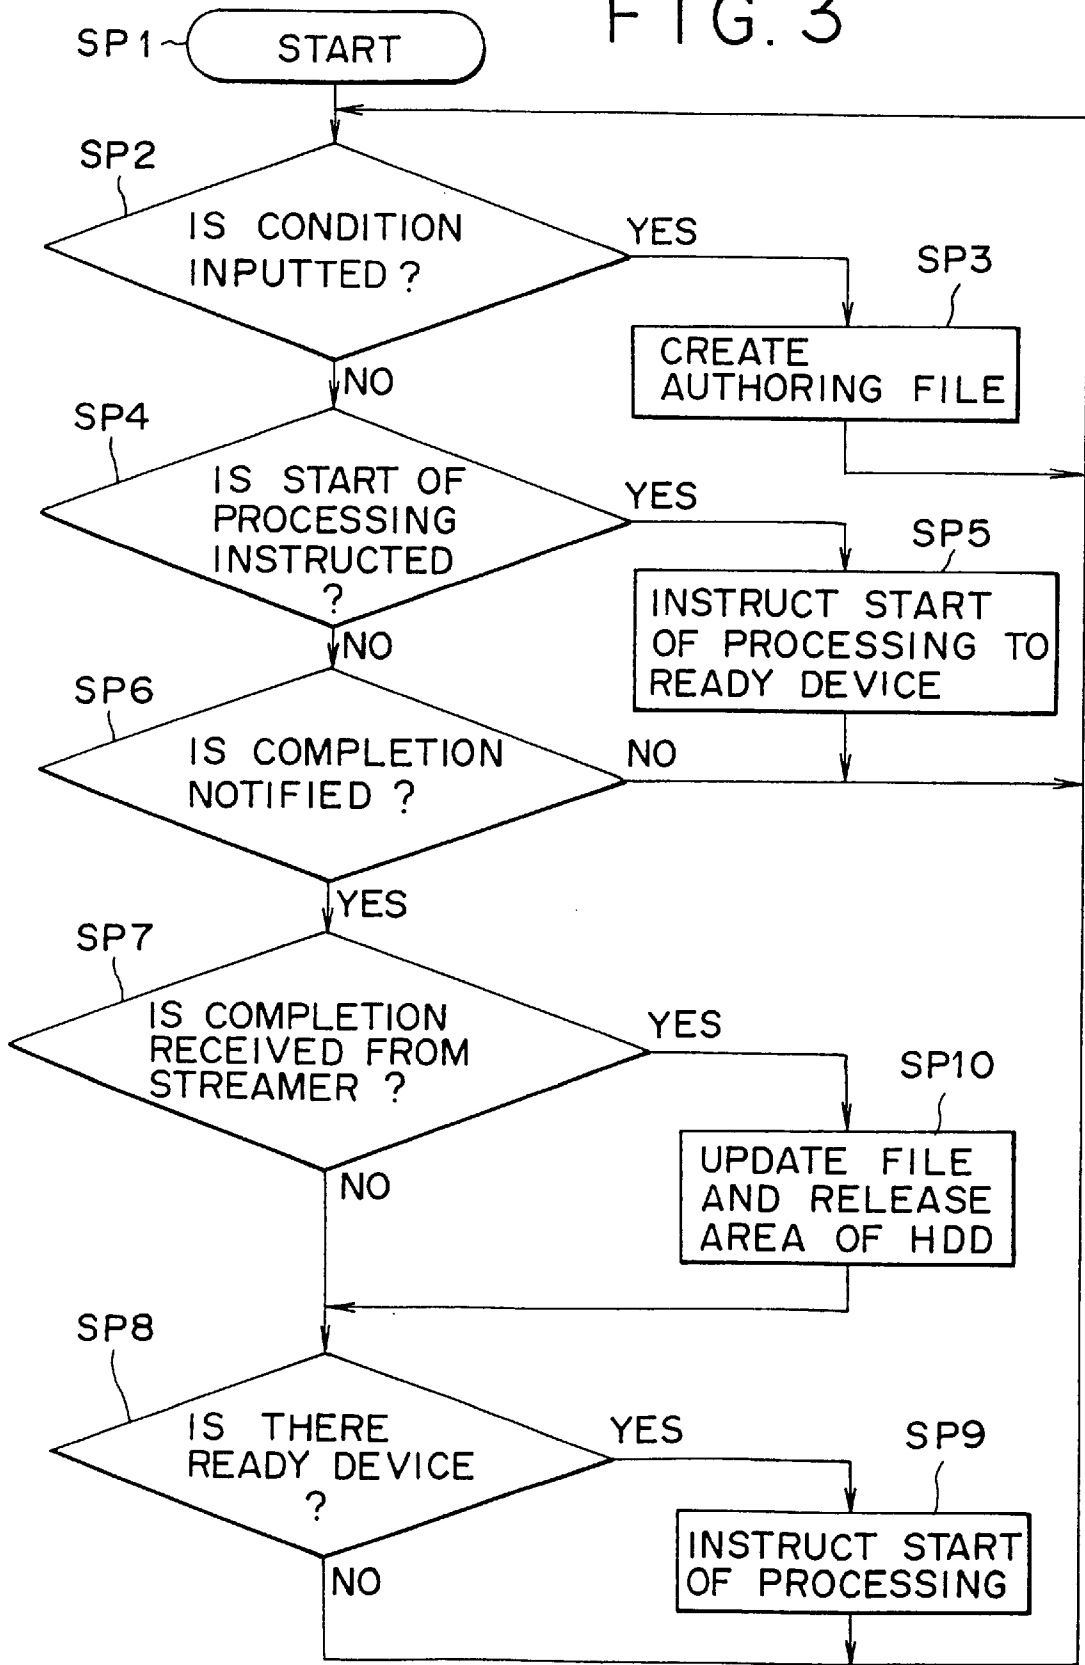 FIG. 3
SP1
START
SP2
IS CONDITION
INPUTTED ?
YES
SP3
CREATE
AUTHORING FILE
NO
SP4
IS START OF
PROCESSING
INSTRUCTED
?
YES
SP5
INSTRUCT START
OF PROCESSING TO
READY DEVICE
NO
SP6
IS COMPLETION
NOTIFIED ?
NO
YES
SP7
IS COMPLETION
RECEIVED FROM
STREAMER ?
YES
SP10
UPDATE FILE
AND RELEASE
AREA OF HDD
NO
SP8
IS THERE
READY DEVICE
?
YES
SP9
INSTRUCT START
OF PROCESSING
NO